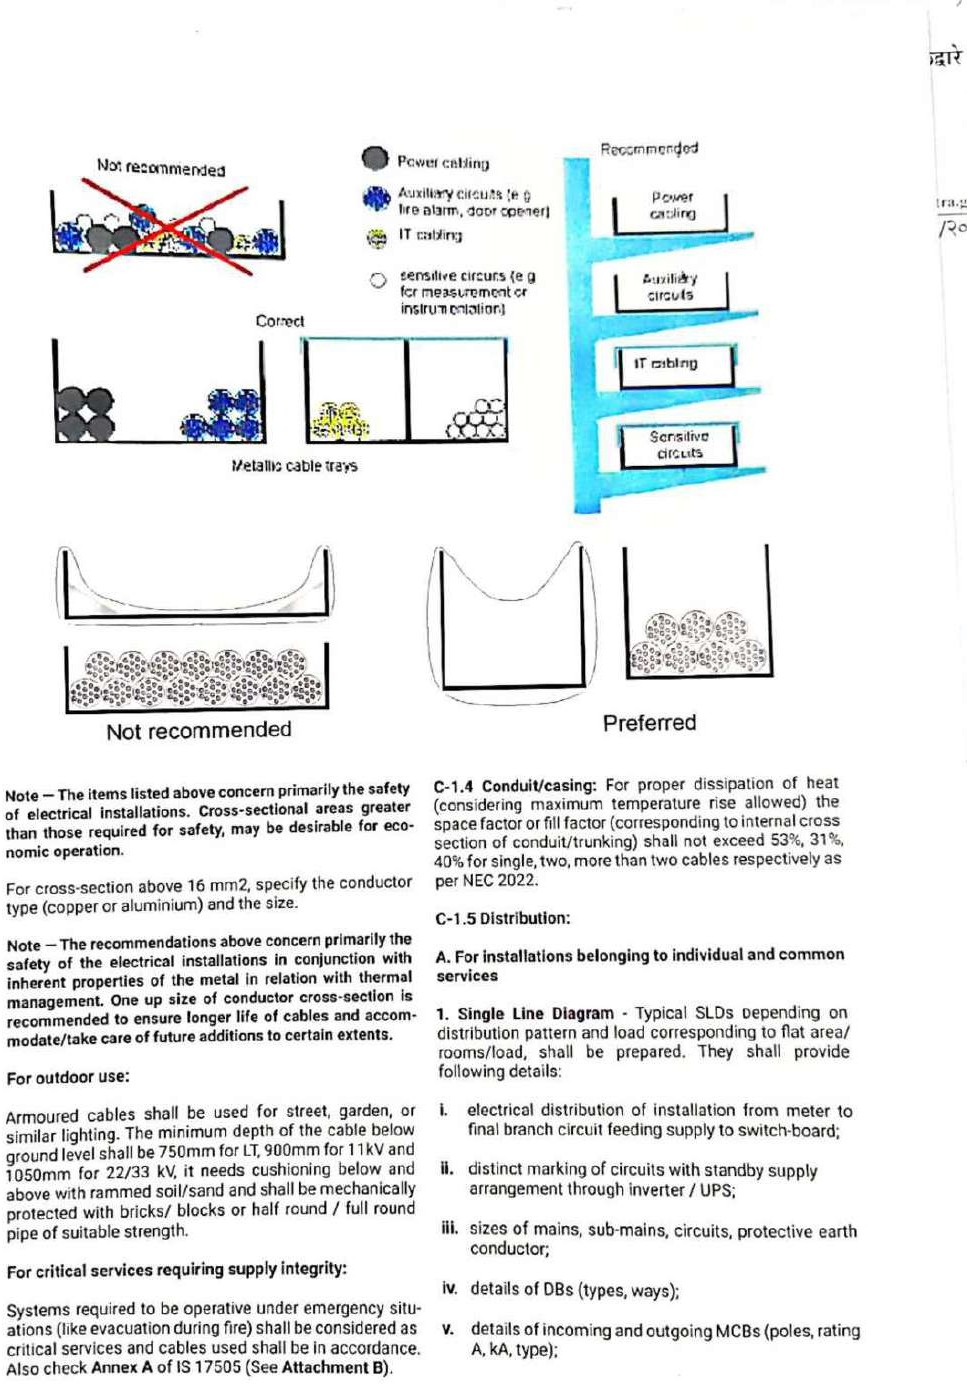 द्वारे
Not recommended
Power cabling
Auxiliary circuits (e g
fire alarm, door opener)
IT cabling
sensitive circuits (e g
for measurement or
instrumentation)
Recommended
Power
cabling
Auxiliary
circuits
IT cabling
Sensitive
circuits
Correct
Metallic cable trays
Not recommended
Preferred
Note — The items listed above concern primarily the safety
of electrical installations. Cross-sectional areas greater
than those required for safety, may be desirable for eco-
nomic operation.
For cross-section above 16 mm2, specify the conductor
type (copper or aluminium) and the size.
Note — The recommendations above concern primarily the
safety of the electrical installations in conjunction with
inherent properties of the metal in relation with thermal
management. One up size of conductor cross-section is
recommended to ensure longer life of cables and accom-
modate/take care of future additions to certain extents.
For outdoor use:
Armoured cables shall be used for street, garden, or
similar lighting. The minimum depth of the cable below
ground level shall be 750mm for LT, 900mm for 11kV and
1050mm for 22/33 kV, it needs cushioning below and
above with rammed soil/sand and shall be mechanically
protected with bricks/ blocks or half round / full round
pipe of suitable strength.
For critical services requiring supply integrity:
Systems required to be operative under emergency situ-
ations (like evacuation during fire) shall be considered as
critical services and cables used shall be in accordance.
Also check Annex A of IS 17505 (See Attachment B).
C-1.4 Conduit/casing: For proper dissipation of heat
(considering maximum temperature rise allowed) the
space factor or fill factor (corresponding to internal cross
section of conduit/trunking) shall not exceed 53%, 31%,
40% for single, two, more than two cables respectively as
per NEC 2022.
C-1.5 Distribution:
A. For installations belonging to individual and common
services
1. Single Line Diagram - Typical SLDs Depending on
distribution pattern and load corresponding to flat area/
rooms/load, shall be prepared. They shall provide
following details:
i. electrical distribution of installation from meter to
final branch circuit feeding supply to switch-board;
ii. distinct marking of circuits with standby supply
arrangement through inverter / UPS;
iii. sizes of mains, sub-mains, circuits, protective earth
conductor;
iv. details of DBs (types, ways);
v. details of incoming and outgoing MCBs (poles, rating
A, kA, type);